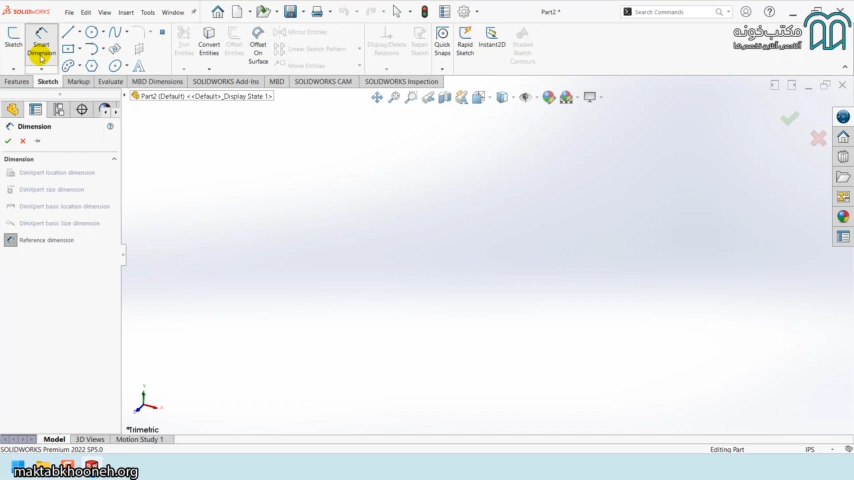 SOLIDWORKS File Edit View Insert Tools Window Part2 * Search Commands
Sketch Smart Dimension Trim Entities Convert Entities Offset Entities Offset On Surface Mirror Entities Linear Sketch Pattern Move Entities Display/Delete Relations Repair Sketch Quick Snaps Rapid Sketch Instant2D Shaded Sketch Contours
مکتب‌خونه
Features Sketch Markup Evaluate MBD Dimensions SOLIDWORKS Add-Ins MBD SOLIDWORKS CAM SOLIDWORKS Inspection
Part2 (Default) <<Default>_Display State 1>
Dimension
Dimension
DimXpert location dimension
DimXpert size dimension
DimXpert basic location dimension
DimXpert basic Size dimension
Reference dimension
Y
X
Z
*Trimetric
Model 3D Views Motion Study 1
SOLIDWORKS Premium 2022 SP5.0 Editing Part IPS
maktabkhooneh.org